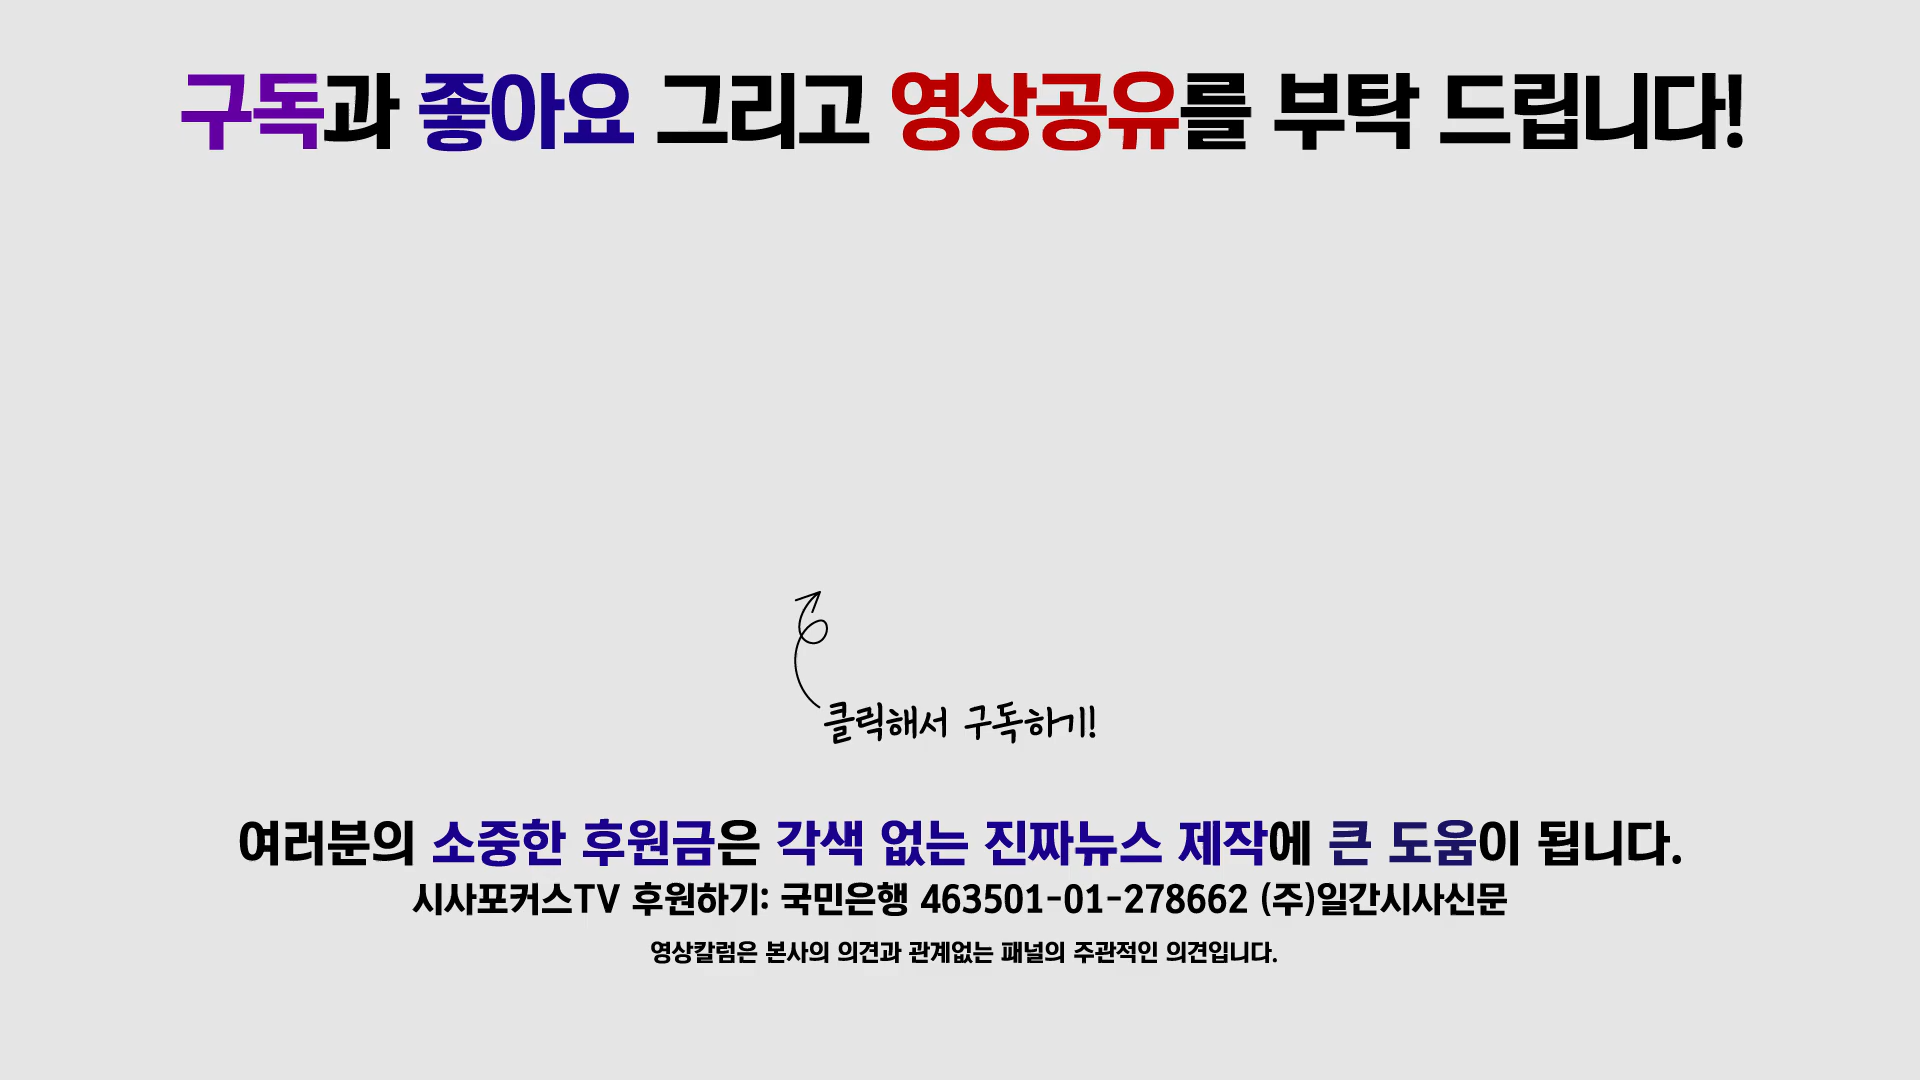 구독과 좋아요 그리고 영상공유를 부탁 드립니다!
클릭해서 구독하기!
여러분의 소중한 후원금은 각색 없는 진짜뉴스 제작에 큰 도움이 됩니다.
시사포커스TV 후원하기: 국민은행 463501-01-278662 (주)일간시사신문
영상칼럼은 본사의 의견과 관계없는 패널의 주관적인 의견입니다.